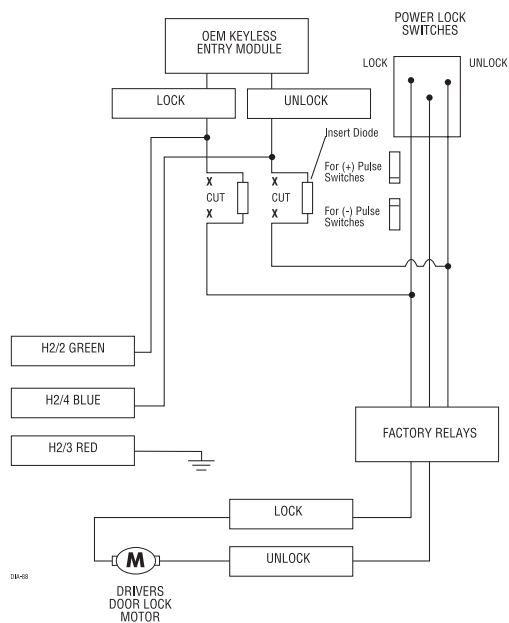 POWER LOCK
SWITCHES
OEM KEYLESS
ENTRY MODULE
LOCK
UNLOCK
LOCK
UNLOCK
Insert Diode
For (+) Pulse
Switches
X
CUT
X
X
CUT
X
For (-) Pulse
Switches
H2/2 GREEN
H2/4 BLUE
H2/3 RED
FACTORY RELAYS
LOCK
UNLOCK
M
DRIVERS
DOOR LOCK
MOTOR
DIA-88